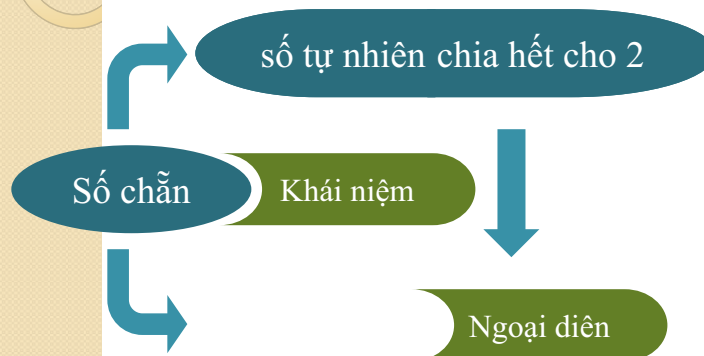 số tự nhiên chia hết cho 2
Số chẵn
Khái niệm
Ngoại diên